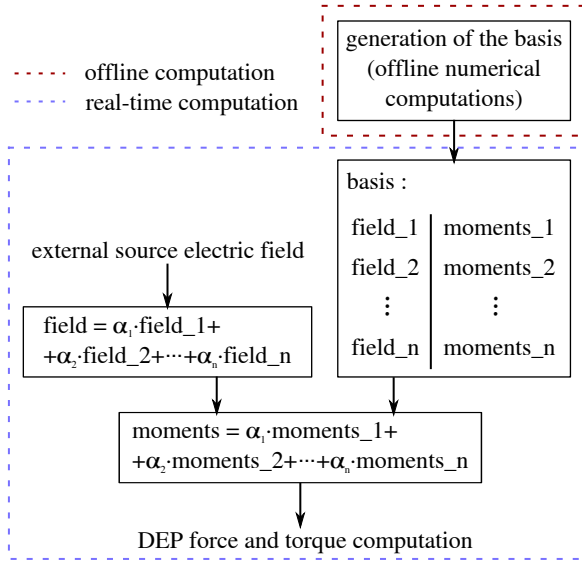 generation of the basis
(offline numerical
computations)
offline computation
real-time computation
basis :
field_1 moments_1
field_2 moments_2
⋮ ⋮
field_n moments_n
external source electric field
field = α₁·field_1+
+α₂·field_2+···+αₙ·field_n
moments = α₁·moments_1+
+α₂·moments_2+···+αₙ·moments_n
DEP force and torque computation